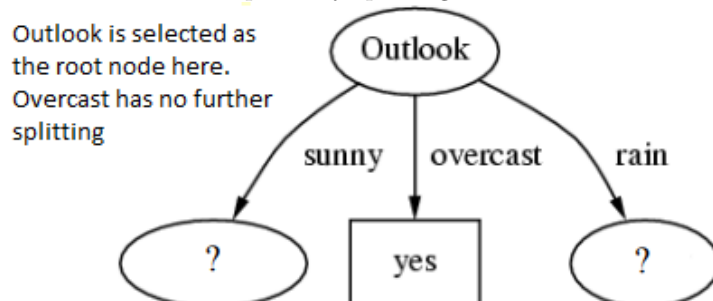 Outlook is selected as
the root node here.
Overcast has no further
splitting
Outlook
sunny overcast rain
? yes ?